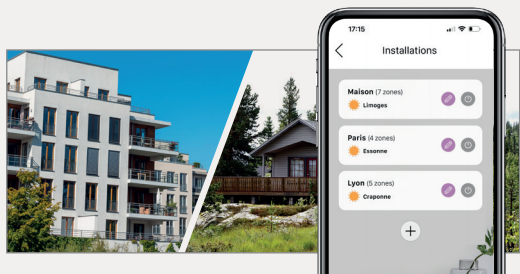 17:15
Installations
Maison (7 zones)
Limoges
Paris (4 zones)
Essonne
Lyon (5 zones)
Craponne